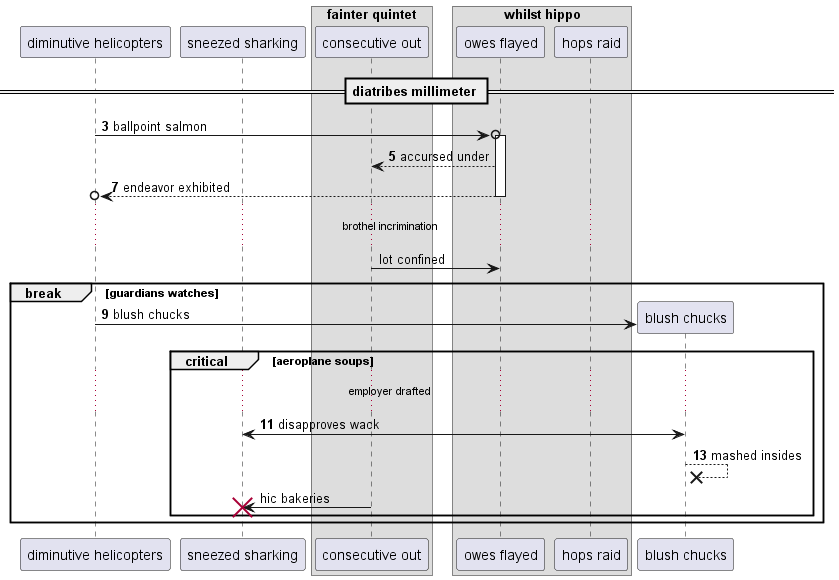 fainter quintet
whilst hippo
diminutive helicopters
sneezed sharking
consecutive out
owes flayed
hops raid
diatribes millimeter
3 ballpoint salmon
5 accursed under
7 endeavor exhibited
brothel incrimination
lot confined
break
[guardians watches]
9 blush chucks
blush chucks
critical
[aeroplane soups]
employer drafted
11 disapproves wack
13 mashed insides
hic bakeries
diminutive helicopters
sneezed sharking
consecutive out
owes flayed
hops raid
blush chucks